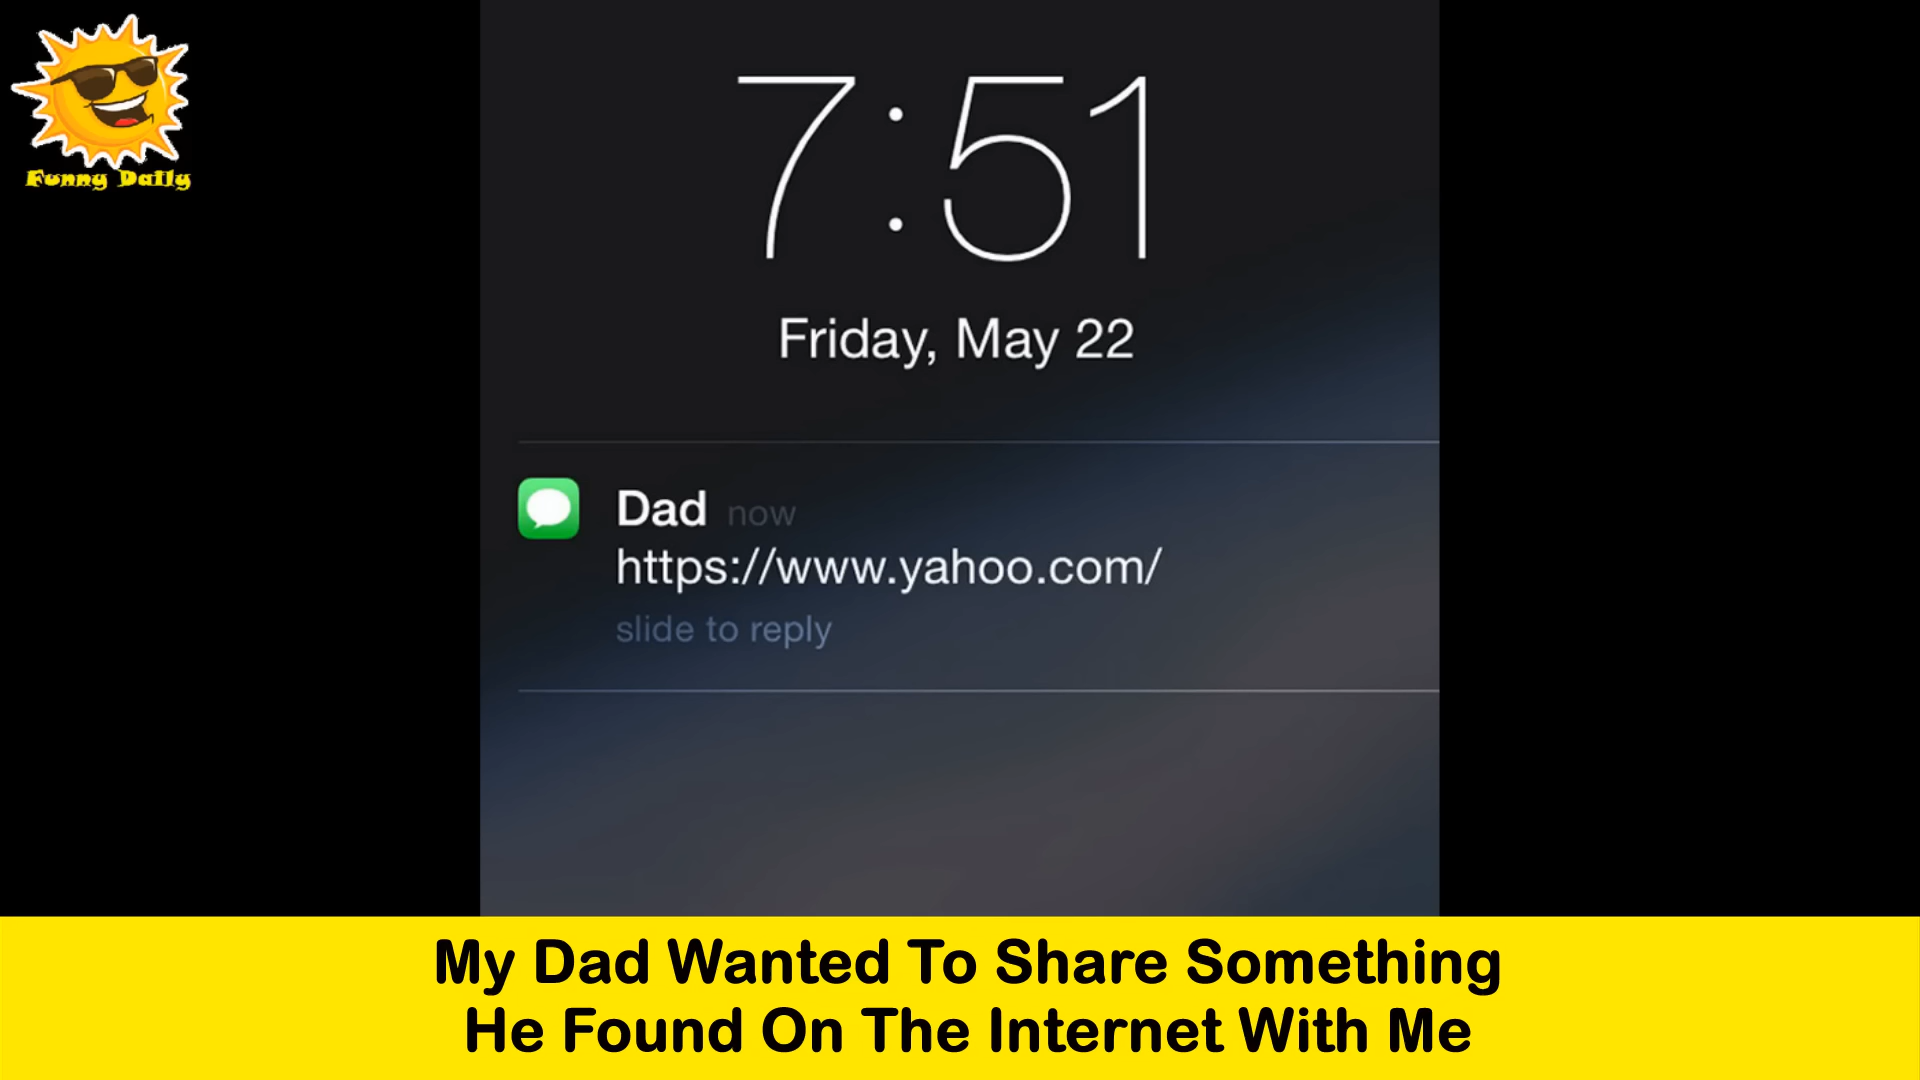 Funny Daily
7:51
Friday, May 22
Dad now
https://www.yahoo.com/
slide to reply
My Dad Wanted To Share Something
He Found On The Internet With Me